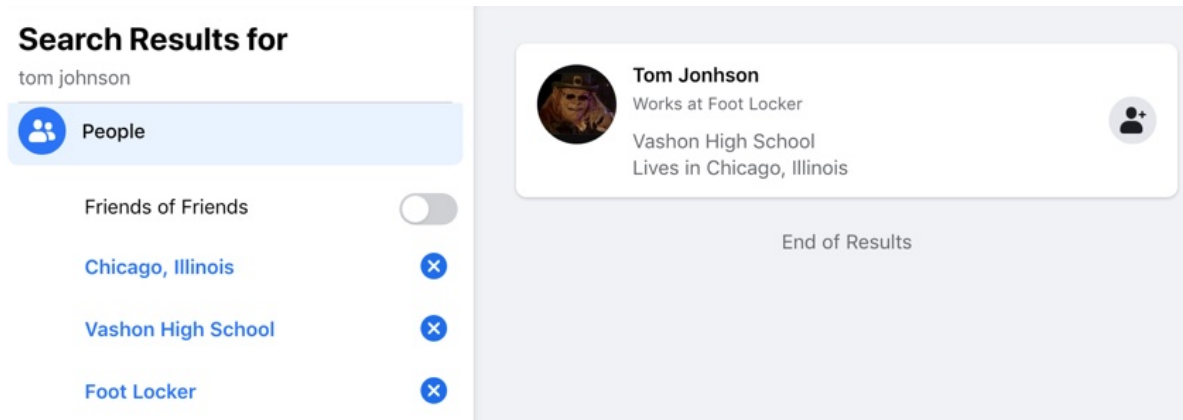 Search Results for
tom johnson
People
Friends of Friends
Chicago, Illinois
Vashon High School
Foot Locker
Tom Jonhson
Works at Foot Locker
Vashon High School
Lives in Chicago, Illinois
End of Results